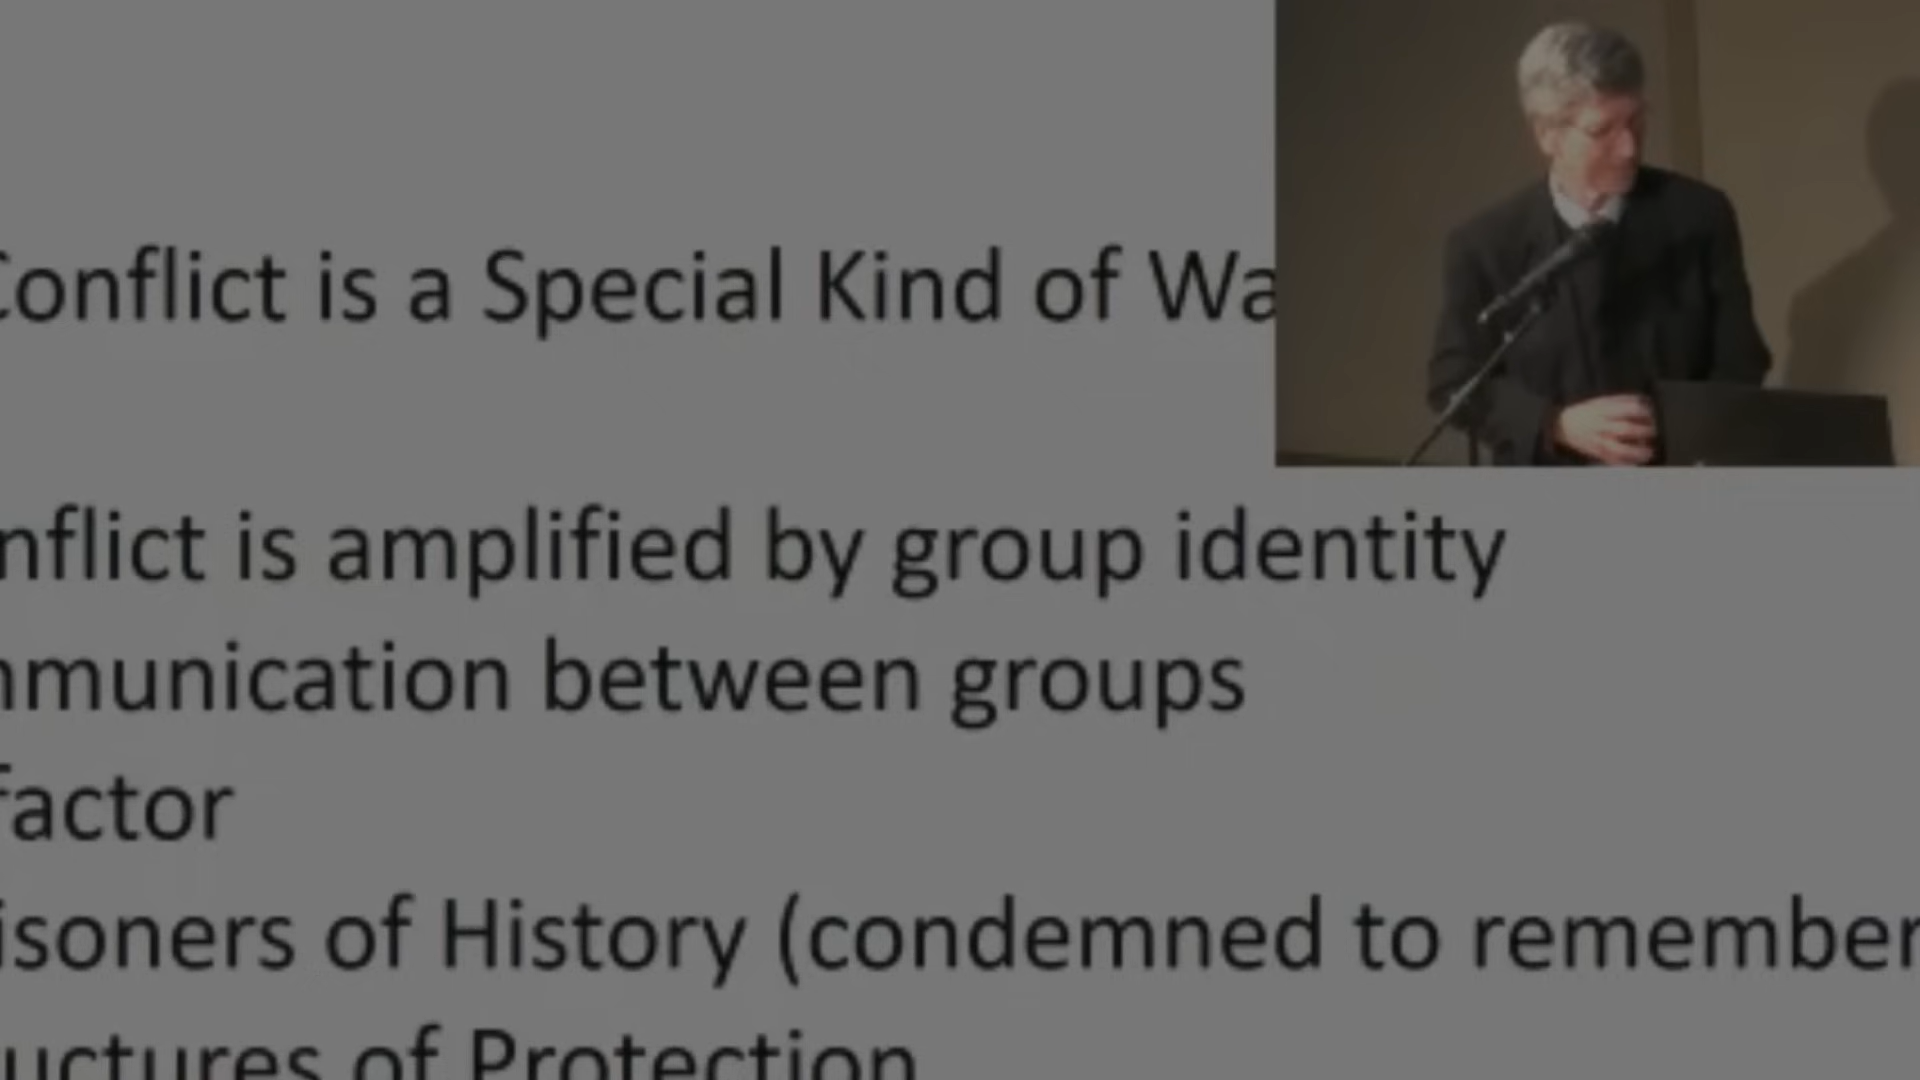 Conflict is a Special Kind of Wa
nflict is amplified by group identity
mmunication between groups
factor
isoners of History (condemned to remember
uctures of Protection